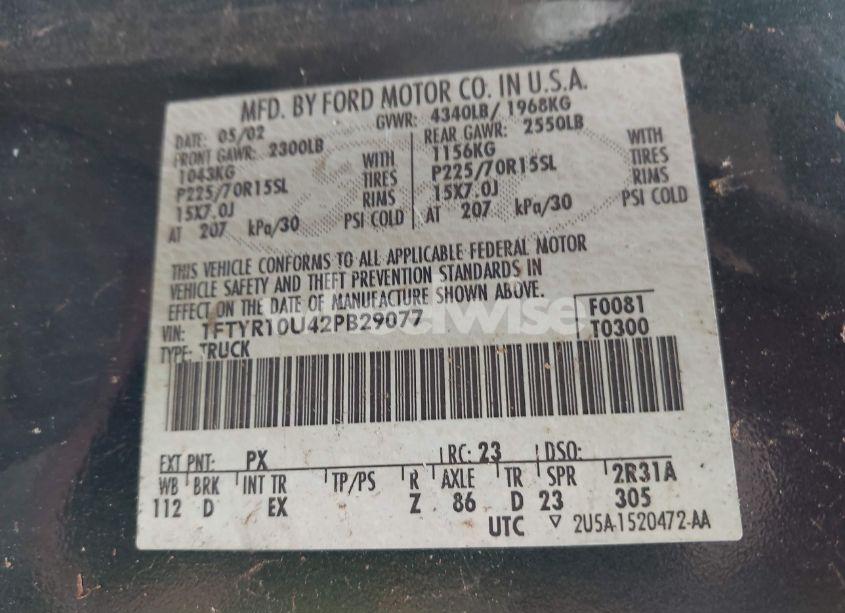 MFD. BY FORD MOTOR CO. IN U.S.A.
DATE: 05/02 GVWR: 4340LB/ 1968KG
FRONT GAWR: 2300LB REAR GAWR: 2550LB
1043KG WITH 1156KG WITH
P225/70R15SL TIRES P225/70R15SL TIRES
15X7.0J RIMS 15X7.0J RIMS
AT 207 kPa/30 PSI COLD AT 207 kPa/30 PSI COLD
THIS VEHICLE CONFORMS TO ALL APPLICABLE FEDERAL MOTOR
VEHICLE SAFETY AND THEFT PREVENTION STANDARDS IN
EFFECT ON THE DATE OF MANUFACTURE SHOWN ABOVE.
VIN: 1FTYR10U42PB29077 F0081
TYPE: TRUCK T0300
EXT PNT: PX RC: 23 DSO:
WB BRK INT TR TP/PS R AXLE TR SPR 2R31A
112 D EX Z 86 D 23 305
UTC ▽ 2U5A-1520472-AA